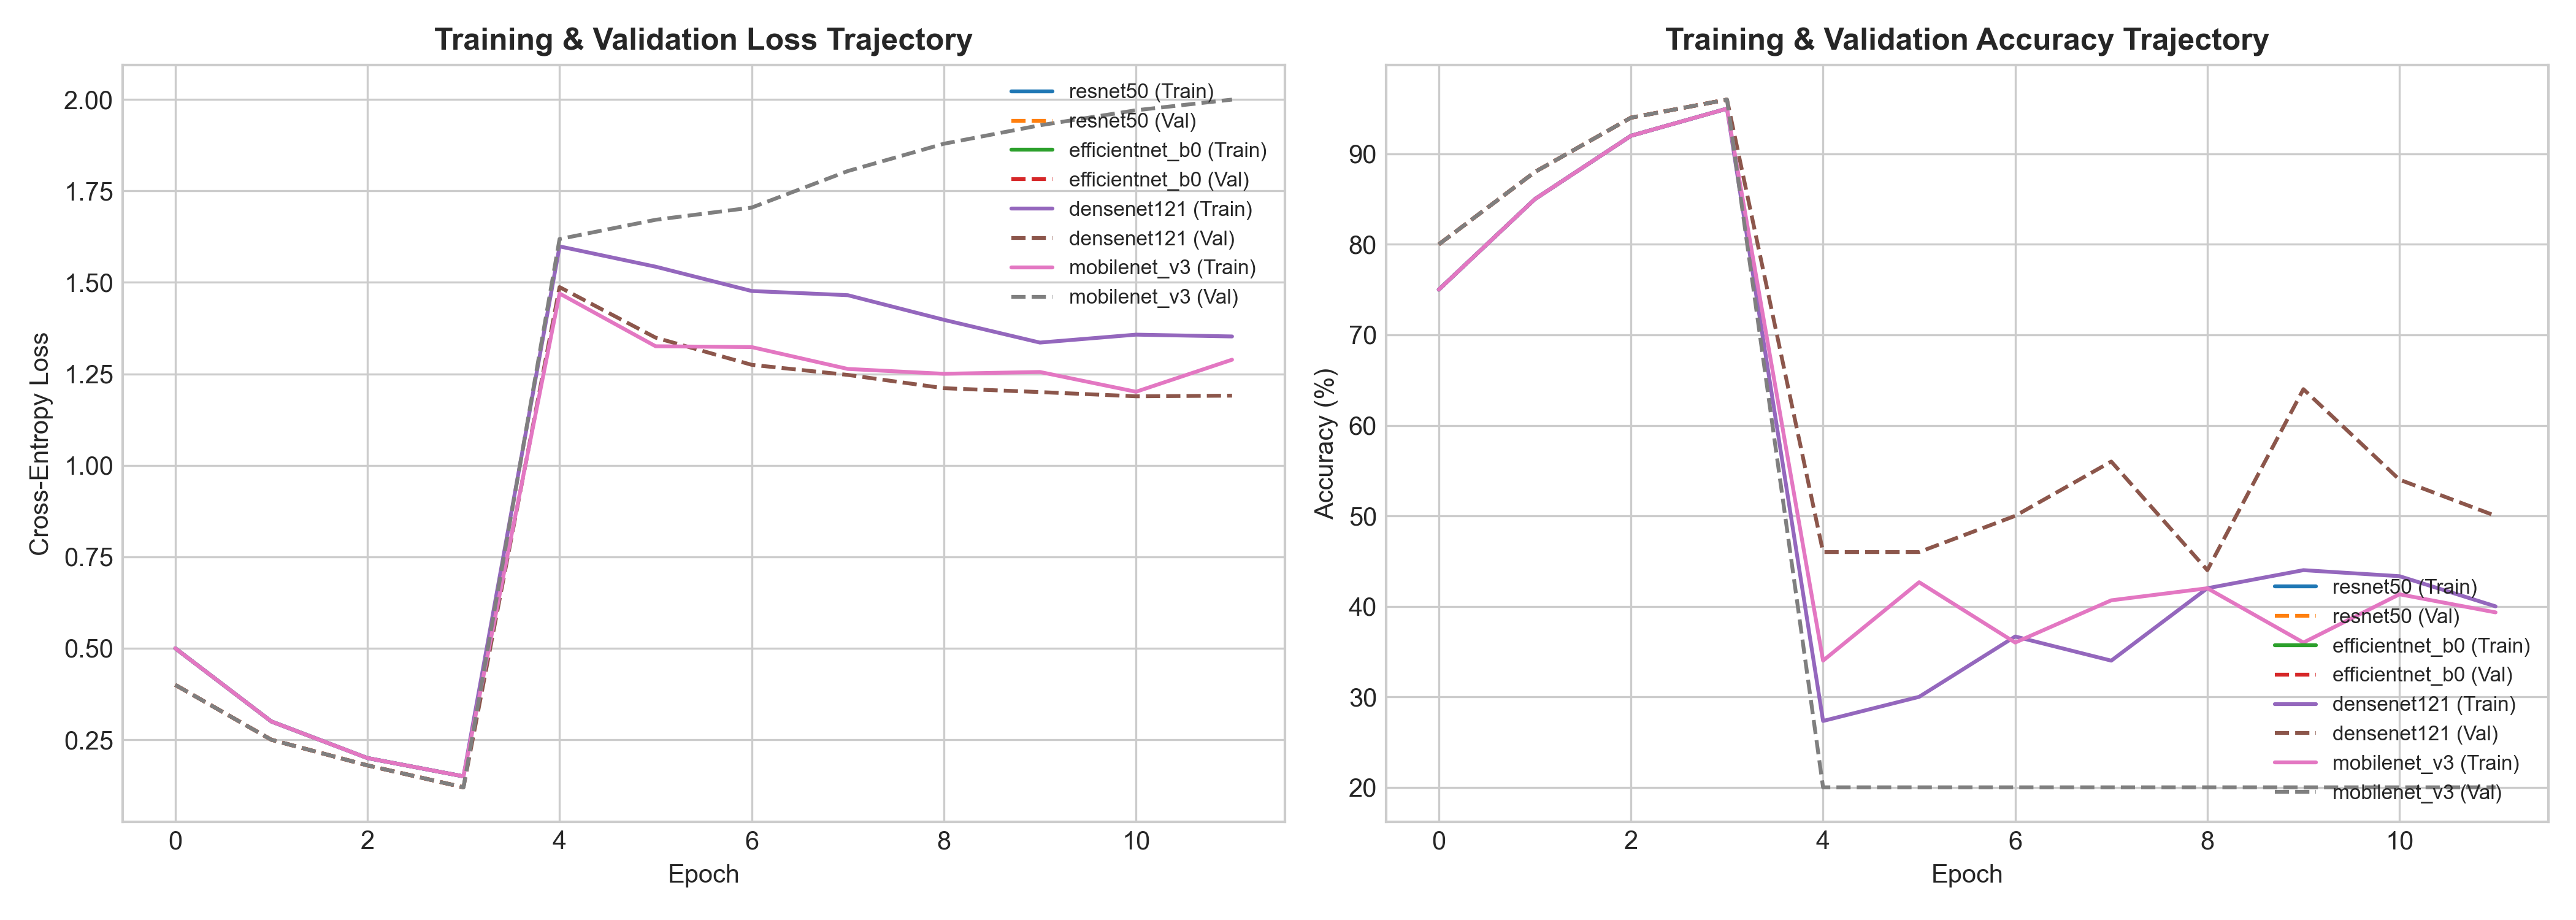 Training & Validation Loss Trajectory
Cross-Entropy Loss
2.00
1.75
1.50
1.25
1.00
0.75
0.50
0.25
0 2 4 6 8 10
Epoch
resnet50 (Train)
resnet50 (Val)
efficientnet_b0 (Train)
efficientnet_b0 (Val)
densenet121 (Train)
densenet121 (Val)
mobilenet_v3 (Train)
mobilenet_v3 (Val)
Training & Validation Accuracy Trajectory
Accuracy (%)
90
80
70
60
50
40
30
20
0 2 4 6 8 10
Epoch
resnet50 (Train)
resnet50 (Val)
efficientnet_b0 (Train)
efficientnet_b0 (Val)
densenet121 (Train)
densenet121 (Val)
mobilenet_v3 (Train)
mobilenet_v3 (Val)